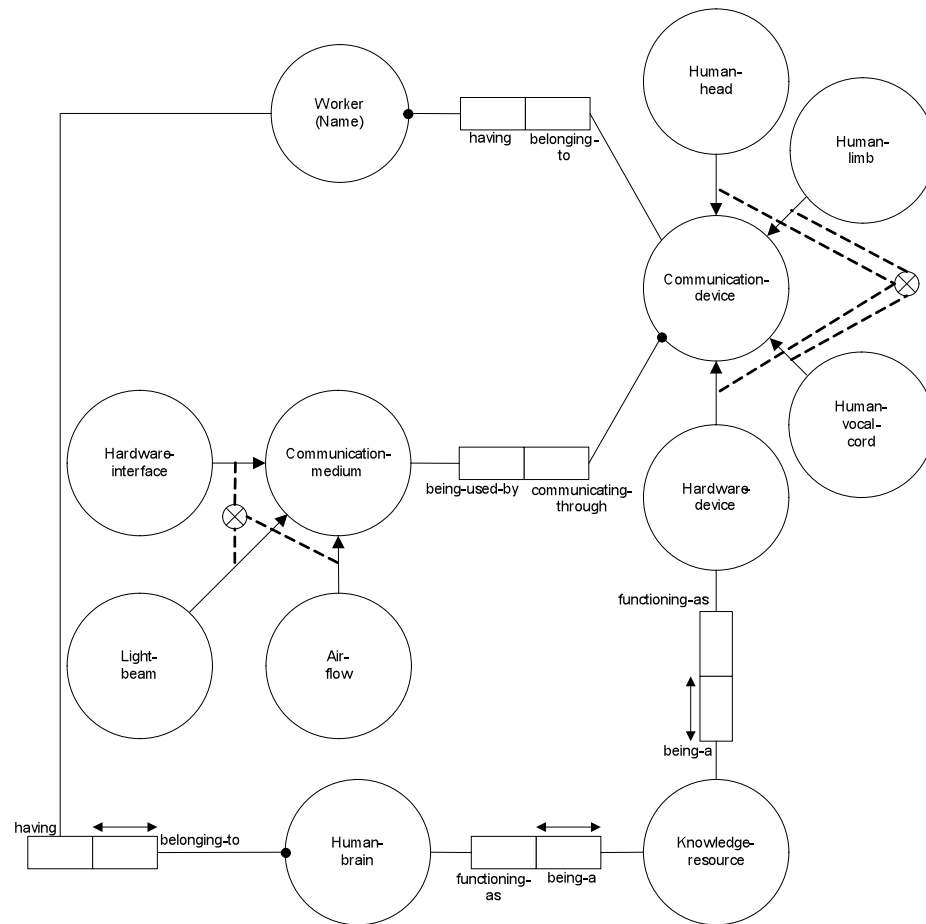 Human-
head
Worker
(Name)
having
belonging-
to
Human-
limb
Communication-
device
Hardware-
interface
Communication-
medium
being-used-by
communicating-
through
Human-
vocal-
cord
Hardware-
device
functioning-as
Light-
beam
Air-
flow
being-a
having
belonging-to
Human-
brain
functioning-
as
being-a
Knowledge-
resource